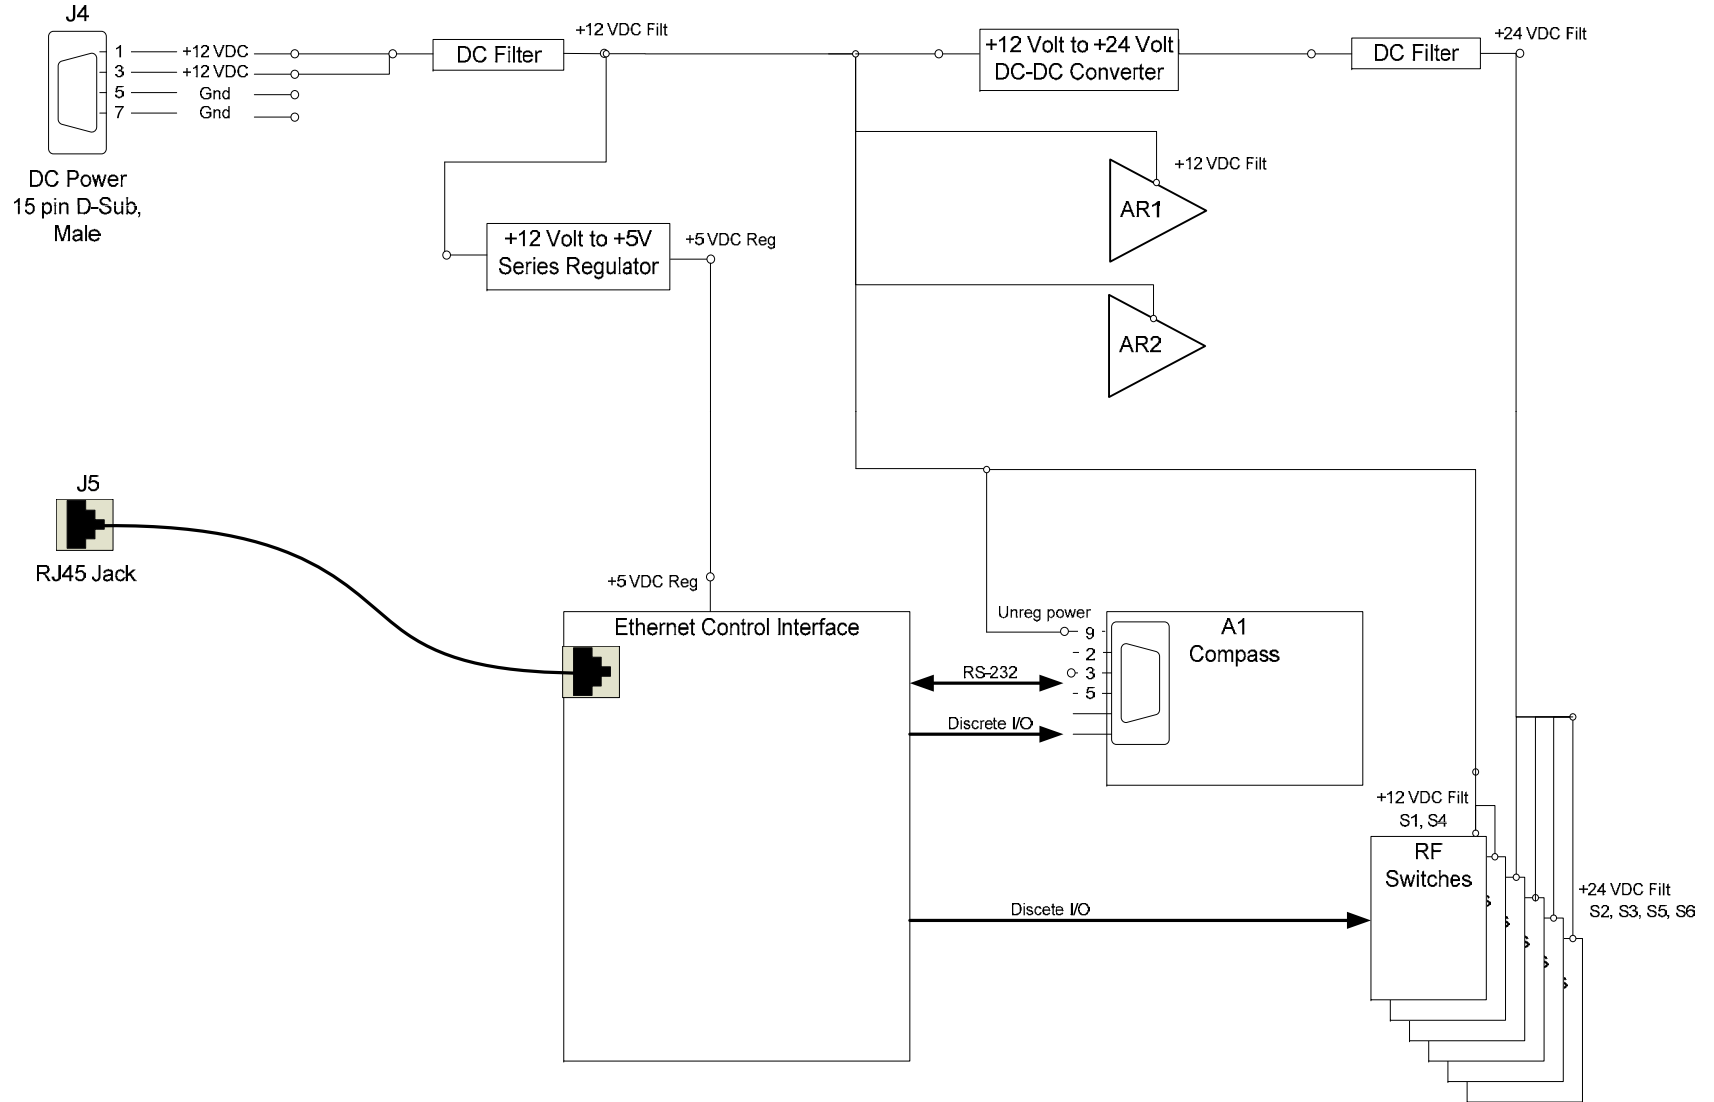 J4
1 +12 VDC
3 +12 VDC
5 Gnd
7 Gnd
DC Power
15 pin D-Sub,
Male
DC Filter
+12 VDC Filt
+12 Volt to +24 Volt
DC-DC Converter
DC Filter
+24 VDC Filt
+12 VDC Filt
AR1
+12 Volt to +5V
Series Regulator
+5 VDC Reg
AR2
J5
RJ45 Jack
+5 VDC Reg
Ethernet Control Interface
Unreg power
9
2
3
5
A1
Compass
RS-232
Discrete I/O
+12 VDC Filt
S1, S4
RF
Switches
+24 VDC Filt
S2, S3, S5, S6
Discete I/O